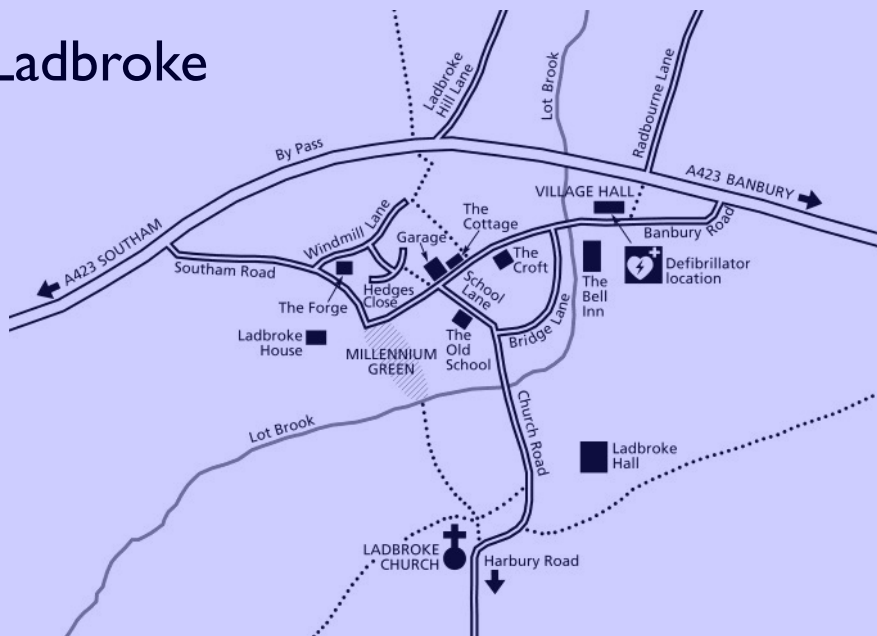 Ladbroke
Ladbroke
Hill Lane
Lot Brook
Radbourne Lane
By Pass
A423 BANBURY
VILLAGE HALL
A423 SOUTHAM
Windmill Lane
The
Cottage
Garage
Banbury Road
Southam Road
The
Croft
School
Lane
Defibrillator
location
The
Bell
Inn
The Forge
Hedges
Close
Bridge Lane
Ladbroke
House
The
Old
School
MILLENNIUM
GREEN
Church Road
Lot Brook
Ladbroke
Hall
LADBROKE
CHURCH
Harbury Road